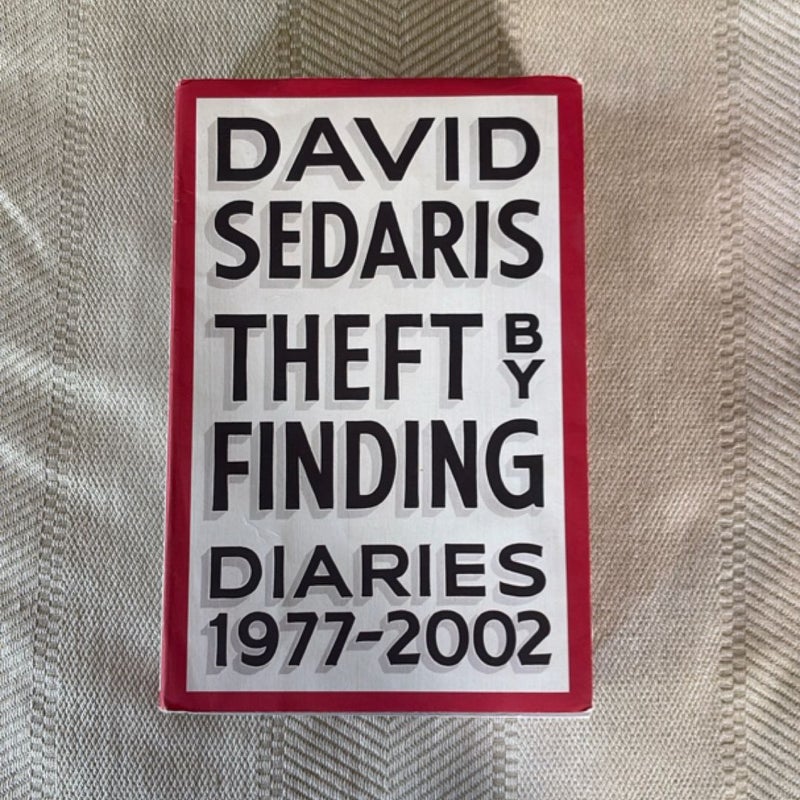 DAVID
SEDARIS
THEFT BY
FINDING
DIARIES
1977-2002